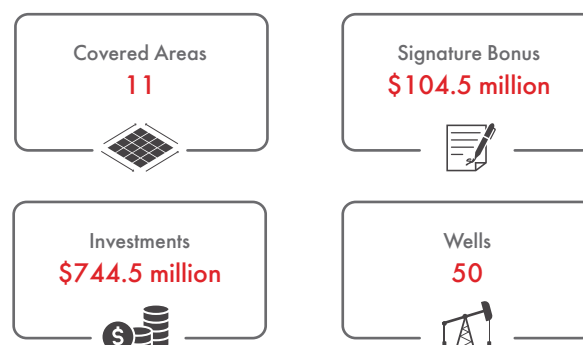 Covered Areas
11
Signature Bonus
$104.5 million
Investments
$744.5 million
$
Wells
50